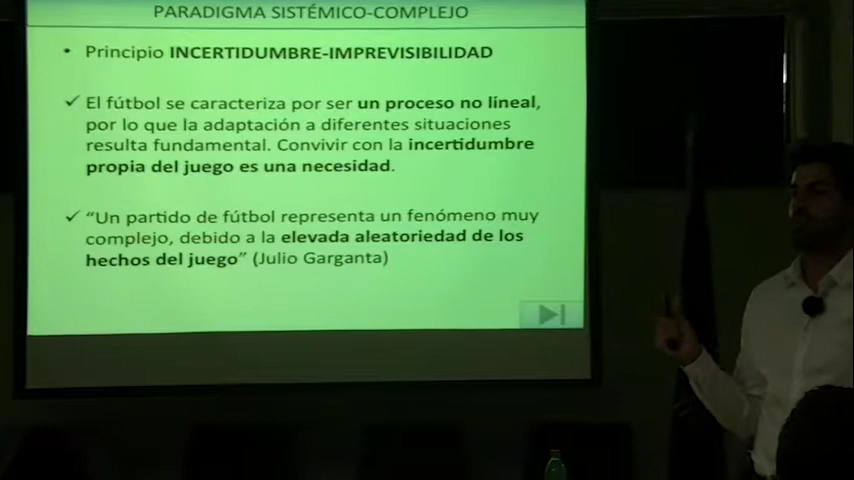 PARADIGMA SISTÉMICO-COMPLEJO
• Principio INCERTIDUMBRE-IMPREVISIBILIDAD
✓ El fútbol se caracteriza por ser un proceso no lineal,
por lo que la adaptación a diferentes situaciones
resulta fundamental. Convivir con la incertidumbre
propia del juego es una necesidad.
✓ “Un partido de fútbol representa un fenómeno muy
complejo, debido a la elevada aleatoriedad de los
hechos del juego” (Julio Garganta)